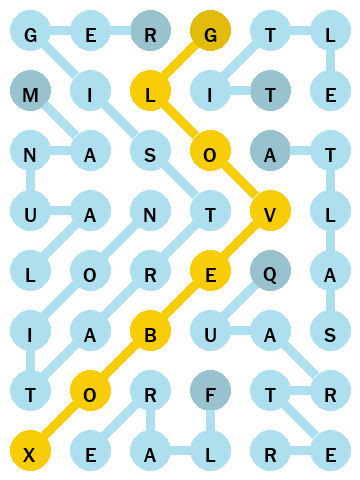 G E R G T L
M I L I T E
N A S O A T
U A N T V L
L O R E Q A
I A B U A S
T O R F T R
X E A L R E